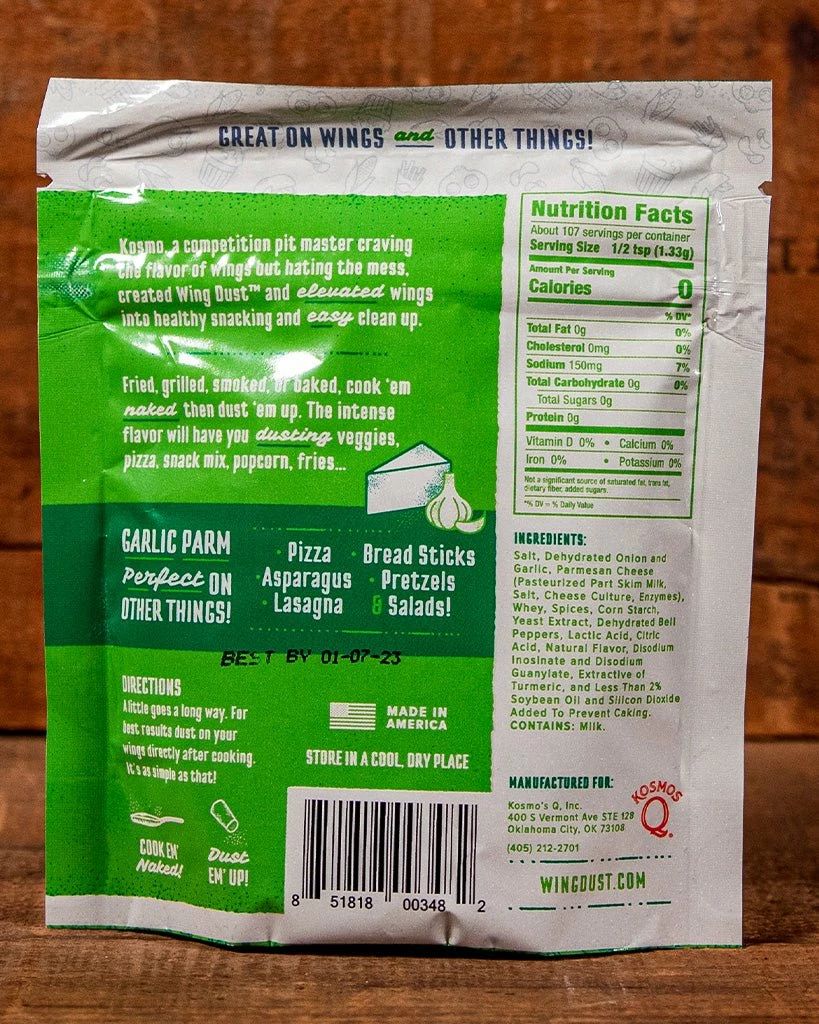 GREAT ON WINGS and OTHER THINGS!
Kosmo, a competition pit master craving
the flavor of wings but hating the mess,
created Wing Dust™ and elevated wings
into healthy snacking and easy clean up.
Fried, grilled, smoked, or baked, cook 'em
naked then dust 'em up. The intense
flavor will have you dusting veggies,
pizza, snack mix, popcorn, fries...
GARLIC PARM
Perfect ON
OTHER THINGS!
· Pizza · Bread Sticks
Asparagus · Pretzels
· Lasagna & Salads!
BEST BY 01-07-23
DIRECTIONS
A little goes a long way. For
best results dust on your
wings directly after cooking.
It's as simple as that!
COOK EM'
Naked!
Dust
EM' UP!
MADE IN
AMERICA
STORE IN A COOL, DRY PLACE
8 51818 00348 2
Nutrition Facts
About 107 servings per container
Serving Size 1/2 tsp (1.33g)
Amount Per Serving
Calories 0
% DV*
Total Fat 0g 0%
Cholesterol 0mg 0%
Sodium 150mg 7%
Total Carbohydrate 0g 0%
Total Sugars 0g
Protein 0g
Vitamin D 0% • Calcium 0%
Iron 0% • Potassium 0%
Not a significant source of saturated fat, trans fat,
dietary fiber, added sugars.
*% DV = % Daily Value
INGREDIENTS:
Salt, Dehydrated Onion and
Garlic, Parmesan Cheese
(Pasteurized Part Skim Milk,
Salt, Cheese Culture, Enzymes),
Whey, Spices, Corn Starch,
Yeast Extract, Dehydrated Bell
Peppers, Lactic Acid, Citric
Acid, Natural Flavor, Disodium
Inosinate and Disodium
Guanylate, Extractive of
Turmeric, and Less Than 2%
Soybean Oil and Silicon Dioxide
Added To Prevent Caking.
CONTAINS: Milk.
MANUFACTURED FOR:
Kosmo's Q, Inc.
400 S Vermont Ave STE 128
Oklahoma City, OK 73108
(405) 212-2701
KOSMOS
Q
WINGDUST.COM